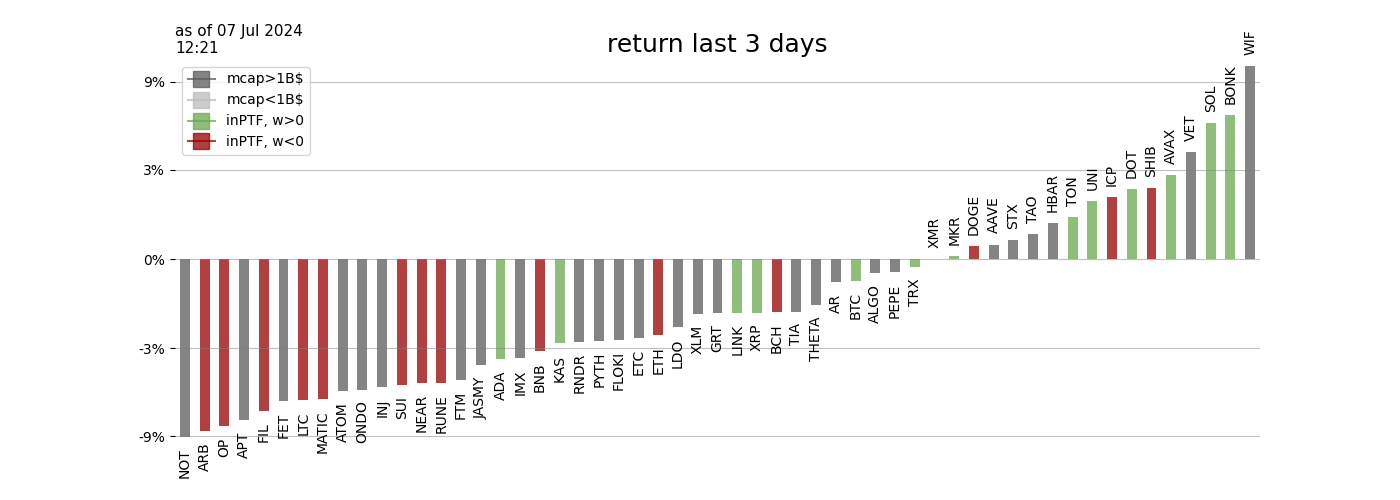 as of 07 Jul 2024
12:21
return last 3 days
mcap>1B$
mcap<1B$
inPTF, w>0
inPTF, w<0
9%
3%
0%
-3%
-9%
NOT
ARB
OP
APT
FIL
FET
LTC
MATIC
ATOM
ONDO
INJ
SUI
NEAR
RUNE
FTM
JASMY
ADA
IMX
BNB
KAS
RNDR
PYTH
FLOKI
ETC
ETH
LDO
XLM
GRT
LINK
XRP
BCH
TIA
THETA
AR
BTC
ALGO
PEPE
TRX
XMR
MKR
DOGE
AAVE
STX
TAO
HBAR
TON
UNI
ICP
DOT
SHIB
AVAX
VET
SOL
BONK
WIF